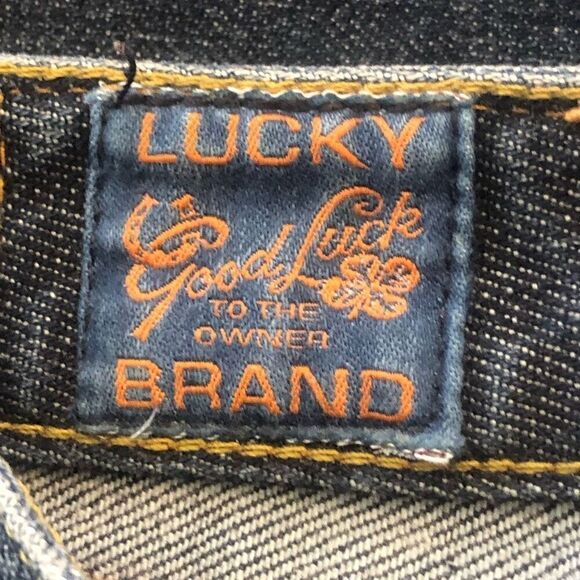 LUCKY
Good Luck
TO THE
OWNER
BRAND